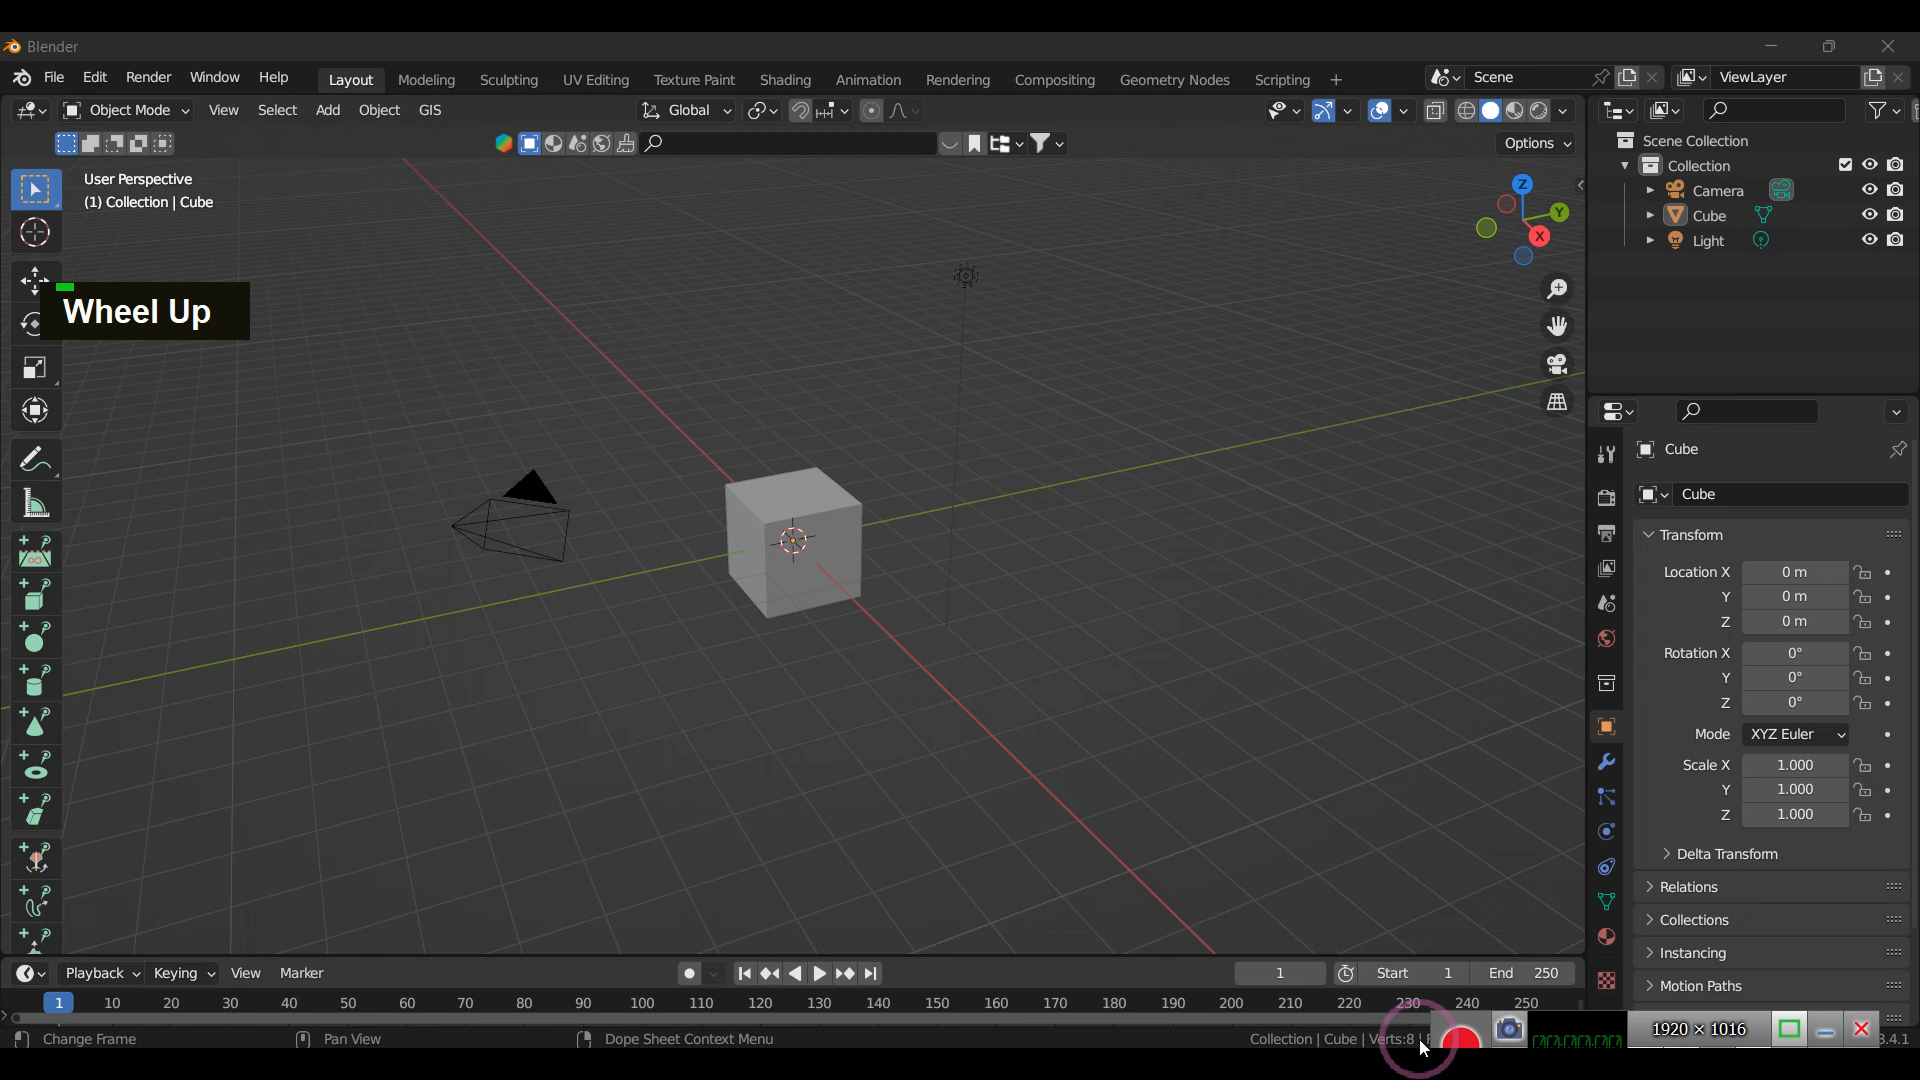 Blender
File Edit Render Window Help Layout Modeling Sculpting UV Editing Texture Paint Shading Animation Rendering Compositing Geometry Nodes Scripting + Scene ViewLayer
Object Mode View Select Add Object GIS Global
Options
User Perspective
(1) Collection | Cube
Wheel Up
Z
Y
X
Scene Collection
Collection
Camera
Cube
Light
Cube
Cube
Transform
Location X 0 m
Y 0 m
Z 0 m
Rotation X 0°
Y 0°
Z 0°
Mode XYZ Euler
Scale X 1.000
Y 1.000
Z 1.000
Delta Transform
Relations
Collections
Instancing
Motion Paths
Playback Keying View Marker 1 Start 1 End 250
1 10 20 30 40 50 60 70 80 90 100 110 120 130 140 150 160 170 180 190 200 210 220 230 240 250
Change Frame Pan View Dope Sheet Context Menu Collection | Cube | Verts:8 |
1920 × 1016
3.4.1